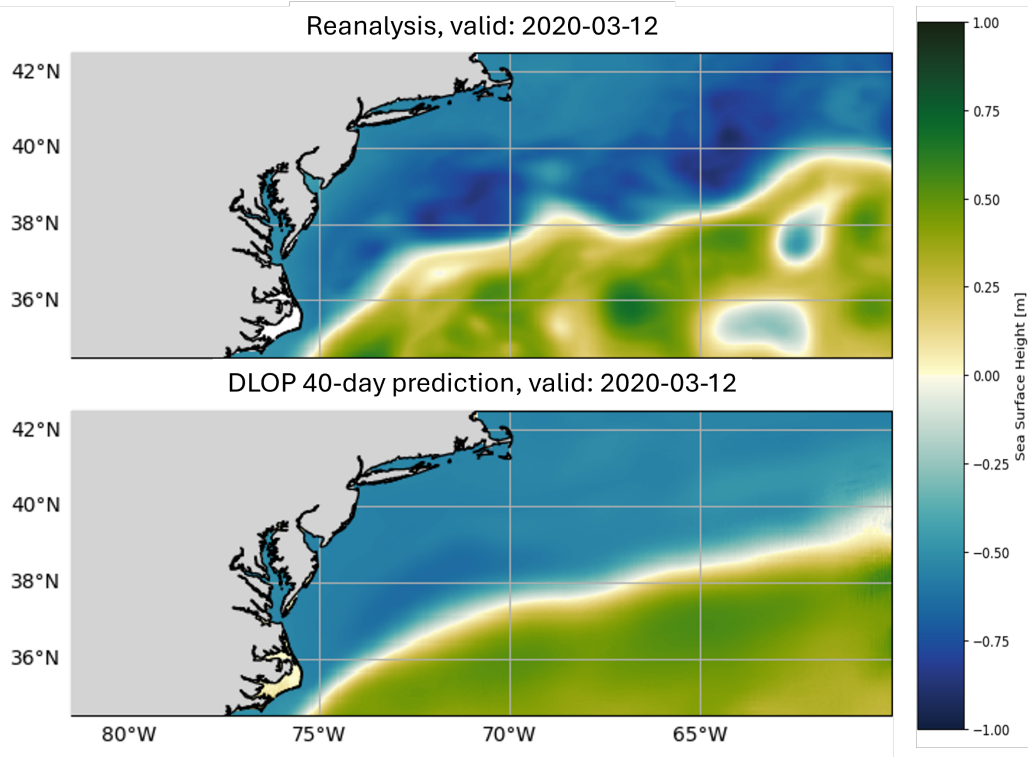 Reanalysis, valid: 2020-03-12
42°N
40°N
38°N
36°N
DLOP 40-day prediction, valid: 2020-03-12
42°N
40°N
38°N
36°N
80°W 75°W 70°W 65°W
1.00
0.75
0.50
0.25
0.00
−0.25
−0.50
−0.75
−1.00
Sea Surface Height [m]